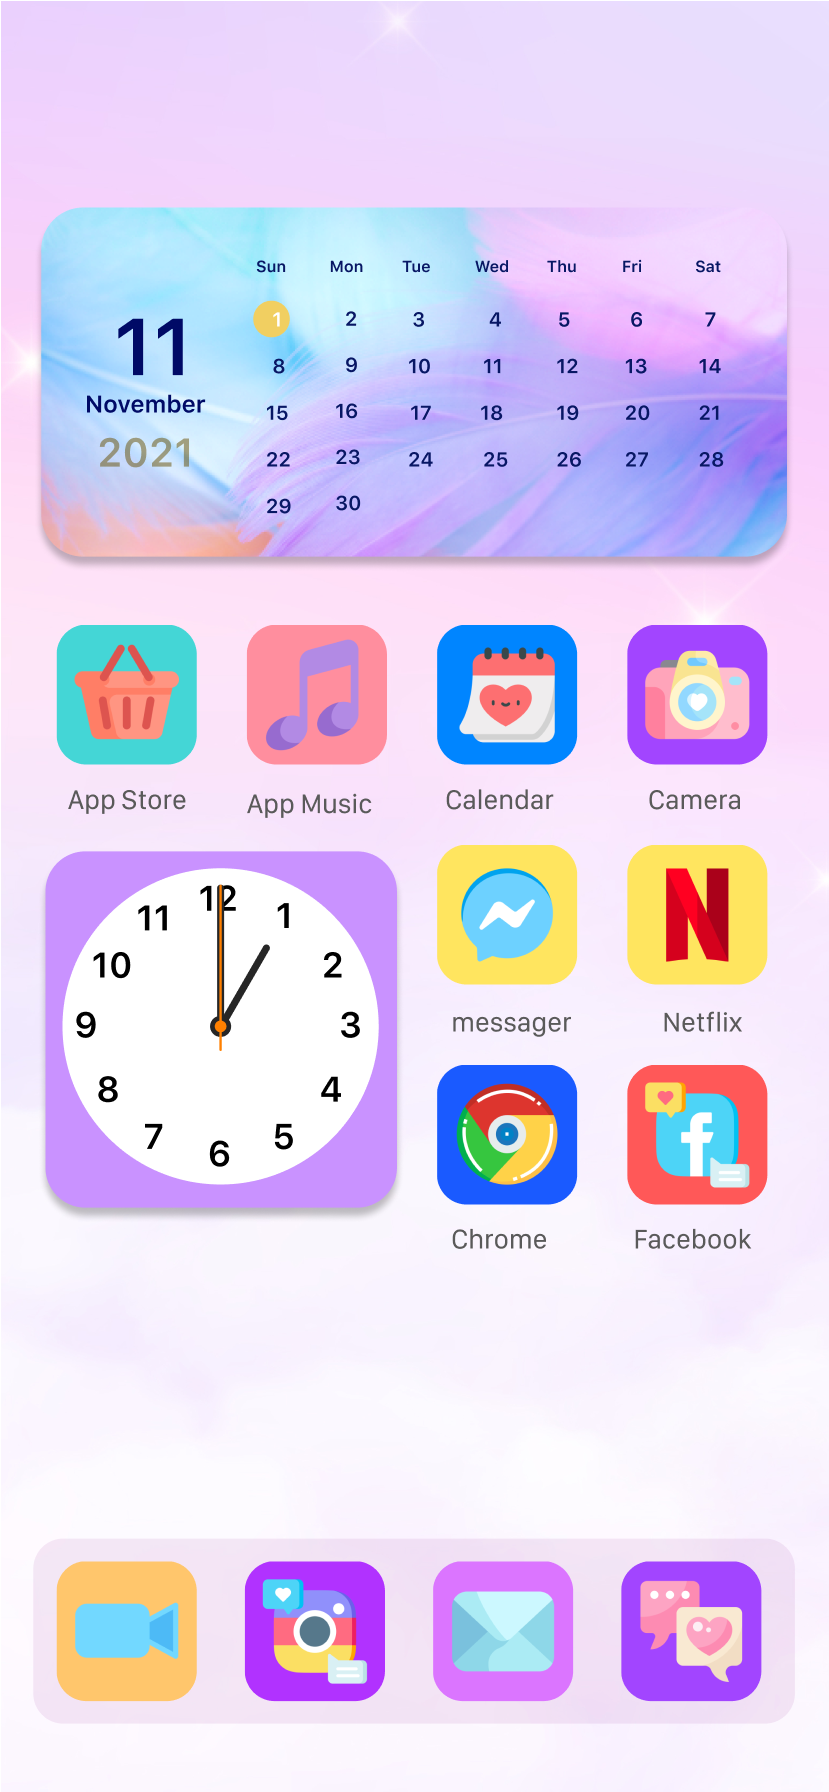 Sun Mon Tue Wed Thu Fri Sat
1 2 3 4 5 6 7
11
8 9 10 11 12 13 14
November
15 16 17 18 19 20 21
2021
22 23 24 25 26 27 28
29 30
App Store
App Music
Calendar
Camera
12
11 1
10 2
9 3
8 4
7 5
6
messager
Netflix
Chrome
Facebook